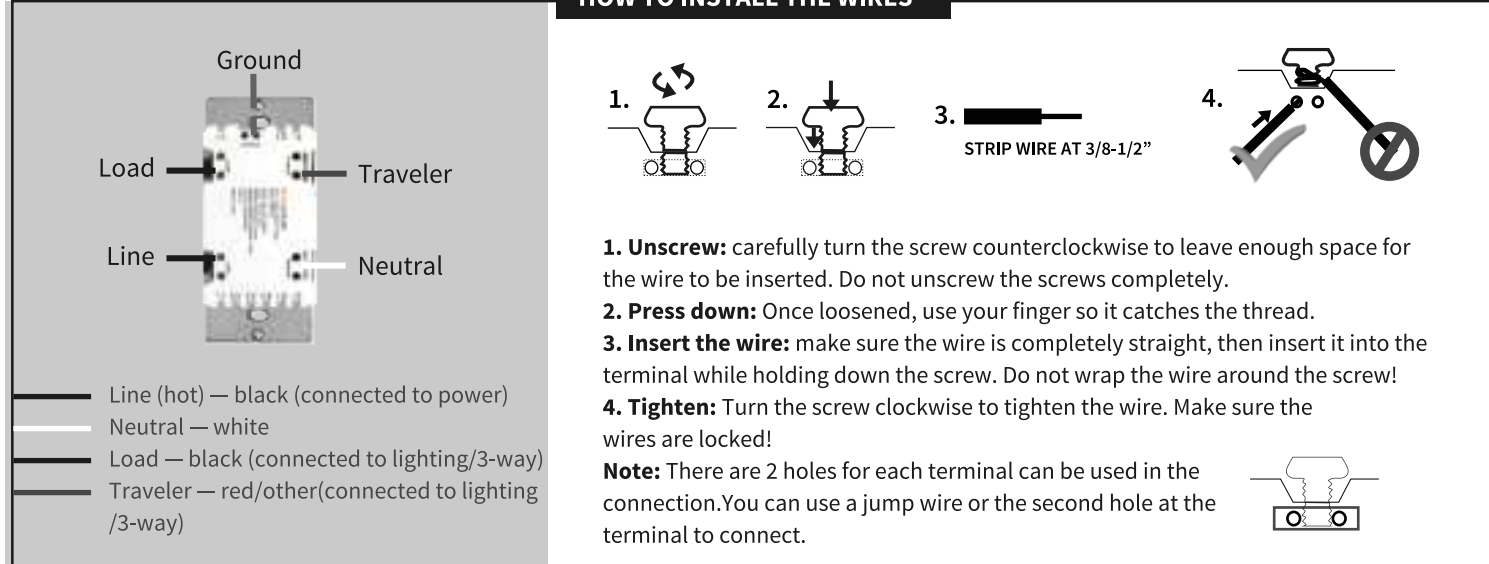 HOW TO INSTALL THE WIRES
Ground
Load
Traveler
Line
Neutral
Line (hot) — black (connected to power)
Neutral — white
Load — black (connected to lighting/3-way)
Traveler — red/other(connected to lighting
/3-way)
1.
2.
3.
STRIP WIRE AT 3/8-1/2”
4.
1. Unscrew: carefully turn the screw counterclockwise to leave enough space for
the wire to be inserted. Do not unscrew the screws completely.
2. Press down: Once loosened, use your finger so it catches the thread.
3. Insert the wire: make sure the wire is completely straight, then insert it into the
terminal while holding down the screw. Do not wrap the wire around the screw!
4. Tighten: Turn the screw clockwise to tighten the wire. Make sure the
wires are locked!
Note: There are 2 holes for each terminal can be used in the
connection.You can use a jump wire or the second hole at the
terminal to connect.